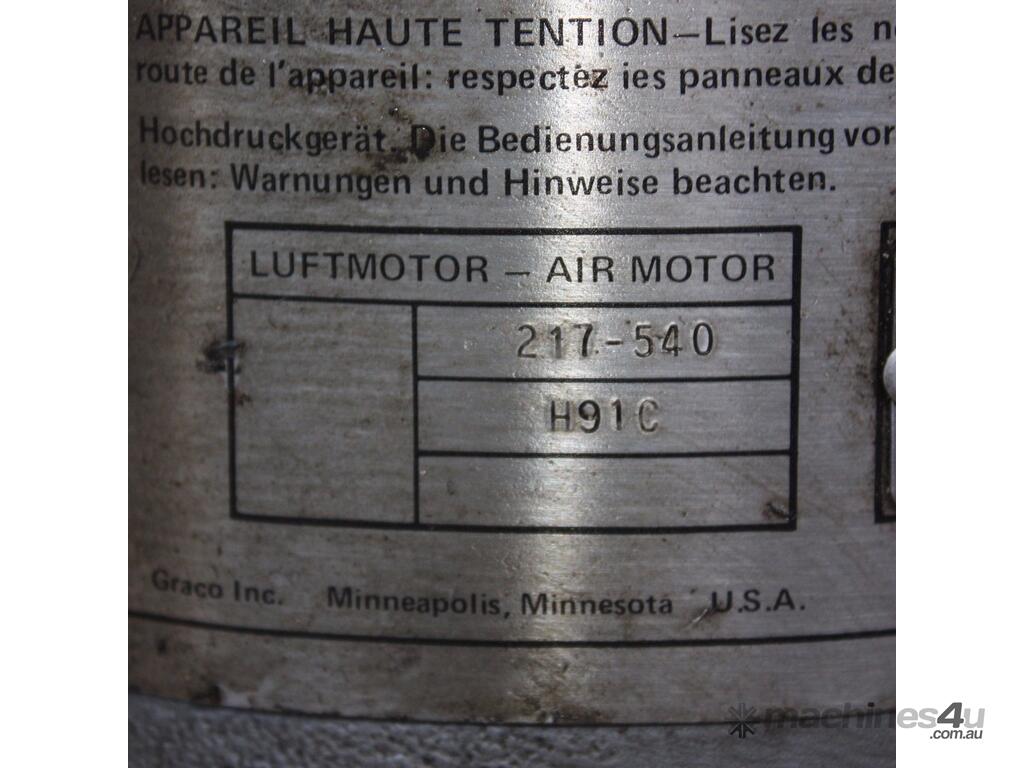 APPAREIL HAUTE TENTION—Lisez les
route de l'appareil: respectez ies panneaux de
Hochdruckgerät. Die Bedienungsanleitung vor
lesen: Warnungen und Hinweise beachten.
LUFTMOTOR — AIR MOTOR
217-540
H91C
Graco Inc. Minneapolis, Minnesota U.S.A.
machines4u
.com.au